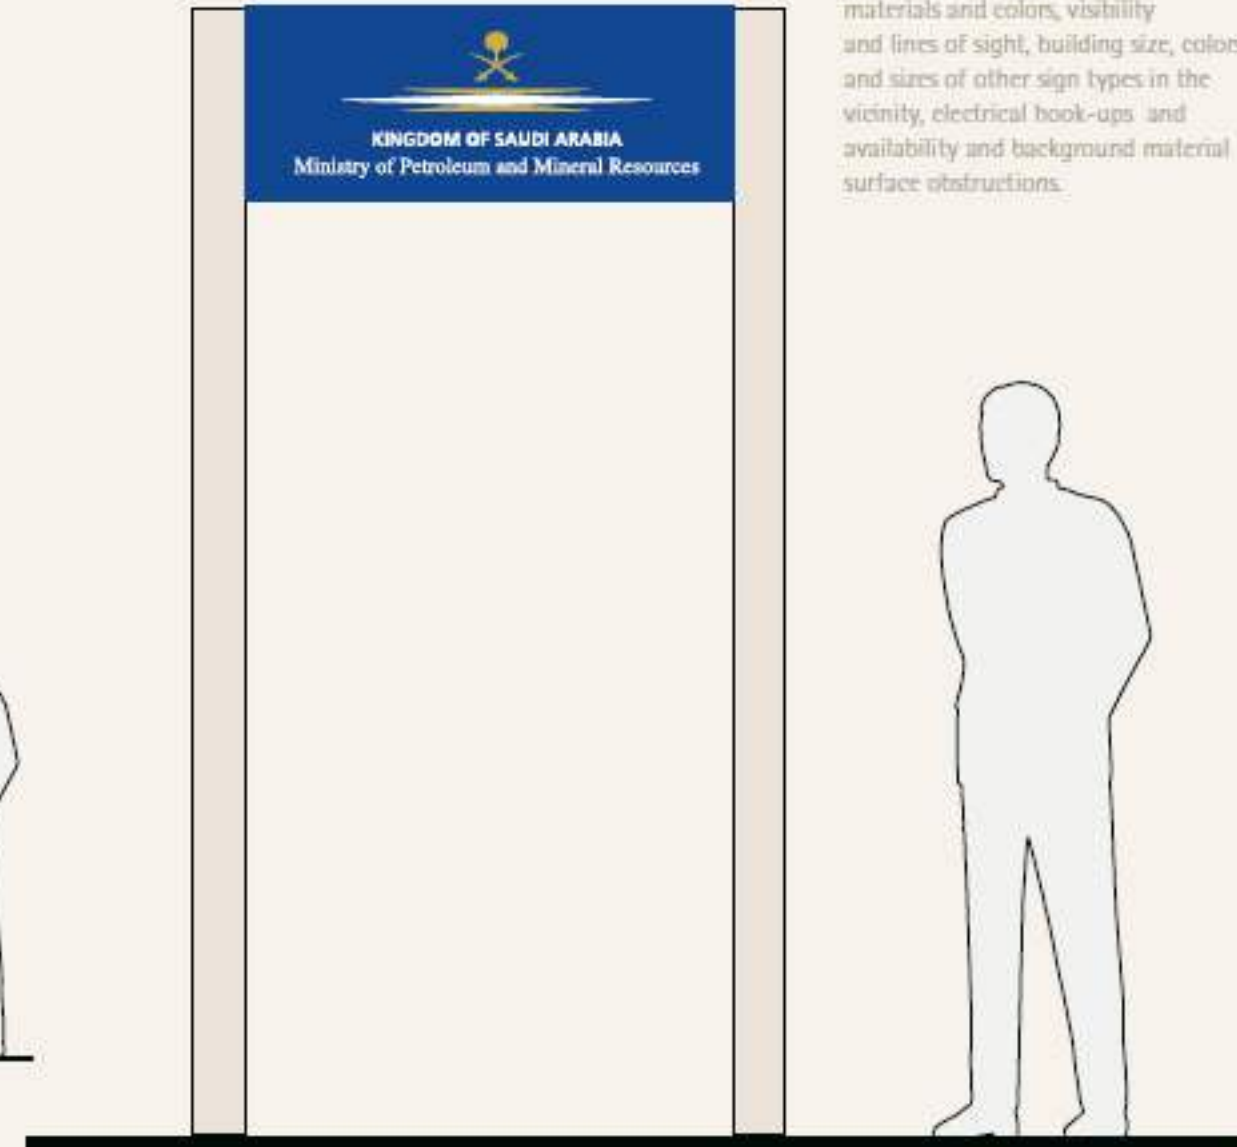 KINGDOM OF SAUDI ARABIA
Ministry of Petroleum and Mineral Resources
materials and colors, visibility
and lines of sight, building size, colors
and sizes of other sign types in the
vicinity, electrical hook-ups and
availability and background material
surface obstructions.